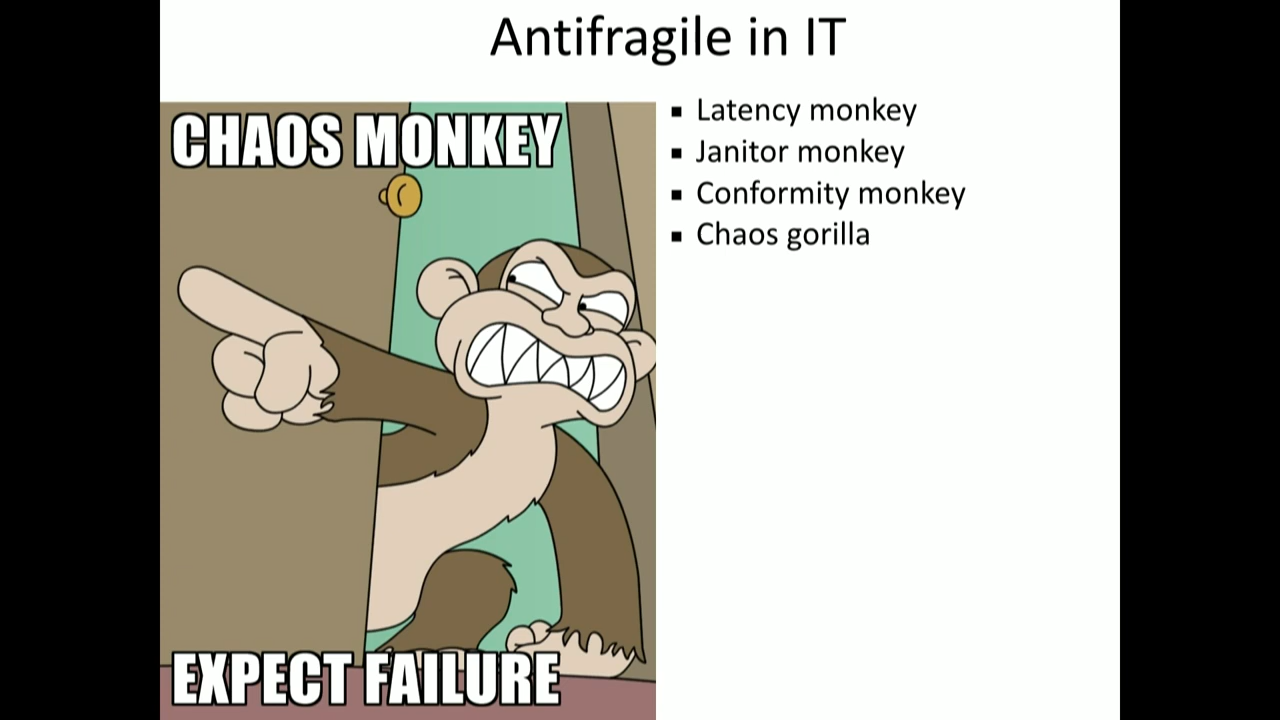 Antifragile in IT
CHAOS MONKEY
EXPECT FAILURE
Latency monkey
Janitor monkey
Conformity monkey
Chaos gorilla